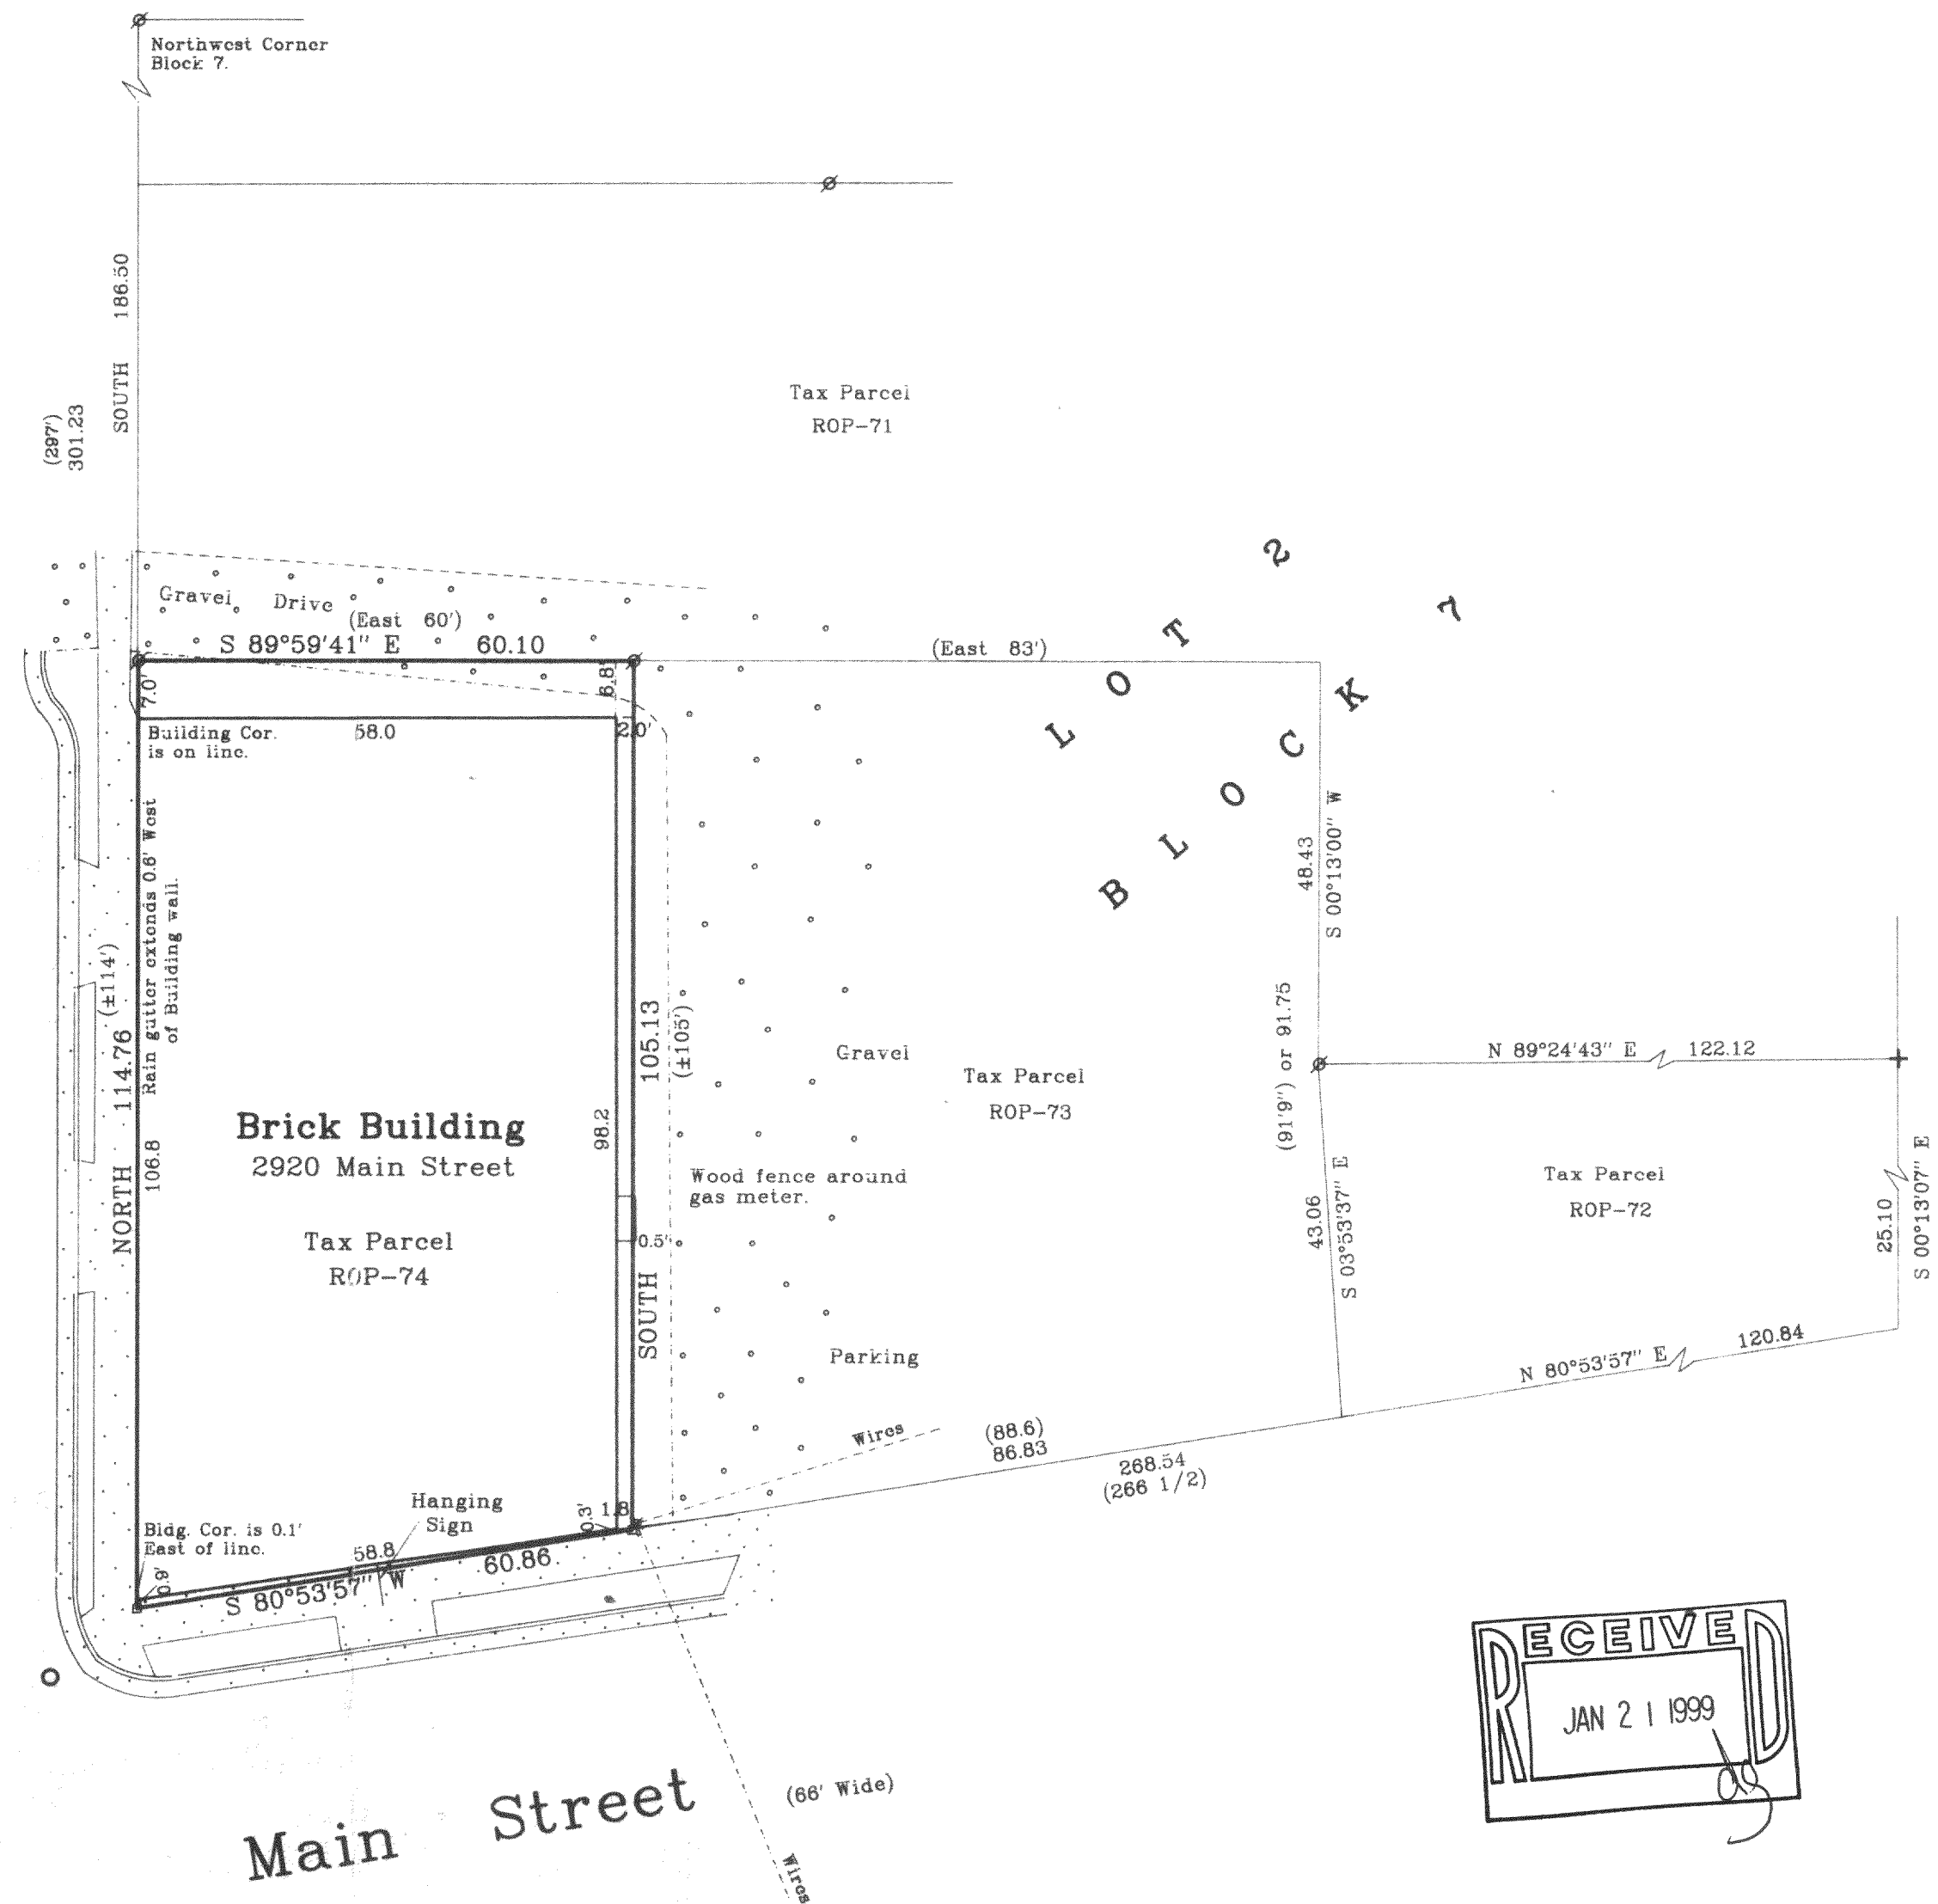 Northwest Corner
Block 7.
SOUTH 186.50
(297')
301.23
Tax Parcel
ROP-71
Gravel Drive
(East 60')
S 89°59'41" E 60.10
(East 83')
LOT 2
BLOCK 7
7.0'
6.8'
Building Cor.
is on line.
58.0
2.0'
Rain gutter extends 0.6' West
of Building wall.
(±114')
NORTH 114.76
106.8
105.13
(±105')
98.2
SOUTH
Brick Building
2920 Main Street
Tax Parcel
ROP-74
Gravel
Tax Parcel
ROP-73
Wood fence around
gas meter.
0.5'
Parking
48.43
S 00°13'00" W
(91'9") or 91.75
43.06
S 03°53'37" E
N 89°24'43" E 122.12
Tax Parcel
ROP-72
25.10
S 00°13'07" E
N 80°53'57" E 120.84
Wires
(88.6)
86.83
268.54
(266 1/2)
Hanging
Sign
0.3'
1.8
Bldg. Cor. is 0.1'
East of line.
0.9'
58.8
S 80°53'57" W 60.86
RECEIVED
JAN 21 1999
Main Street (66' Wide)
Wires